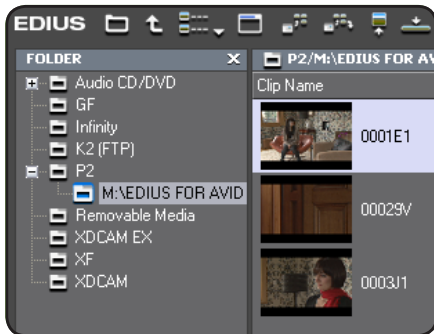 EDIUS
FOLDER
Audio CD/DVD
GF
Infinity
K2 (FTP)
P2
M:\EDIUS FOR AVID
Removable Media
XDCAM EX
XF
XDCAM
P2/M:\EDIUS FOR AV
Clip Name
0001E1
00029V
0003J1